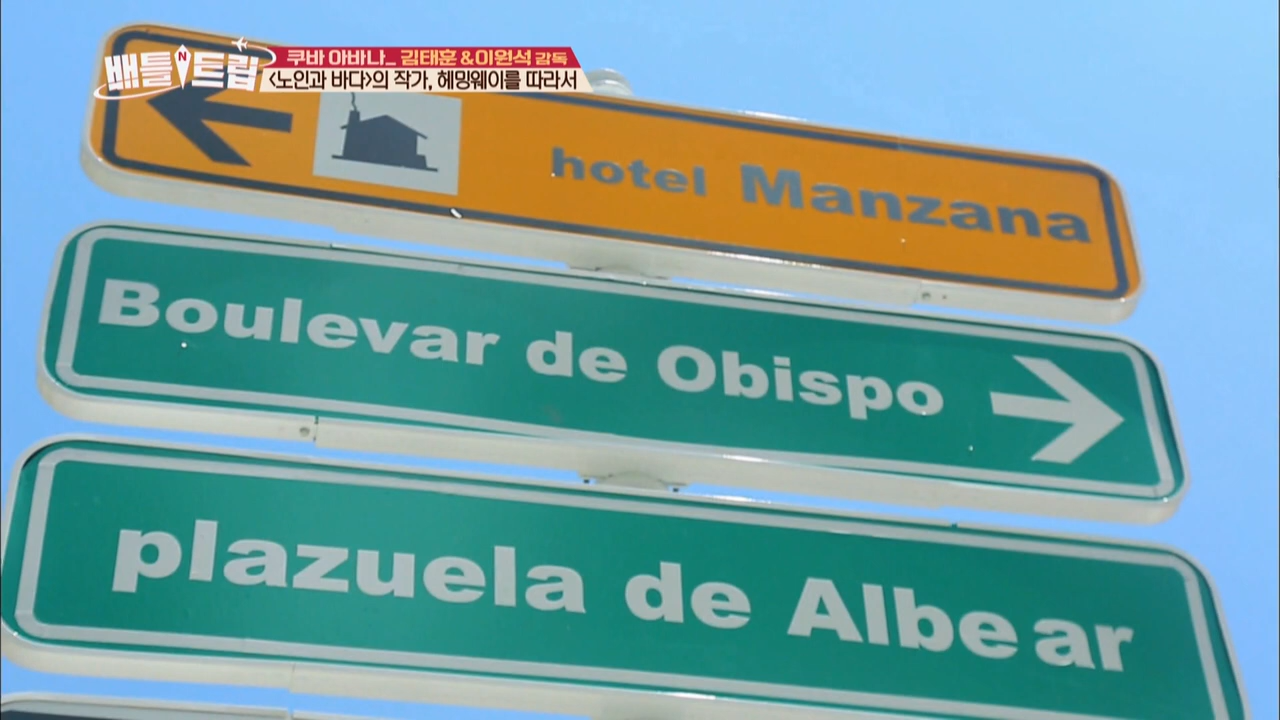 배틀트립
N
쿠바 아바나_ 김태훈&이원석 감독
<노인과 바다>의 작가, 헤밍웨이를 따라서
hotel Manzana
Boulevar de Obispo
plazuela de Albear